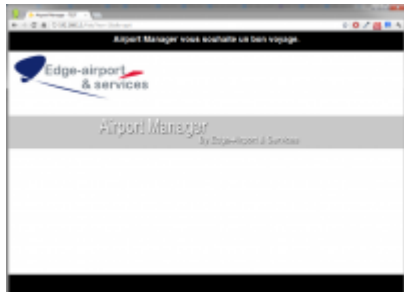 Airport Manager vous souhaite un bon voyage.
Edge-airport
& services
Airport Manager
By Edge-Airport & Services